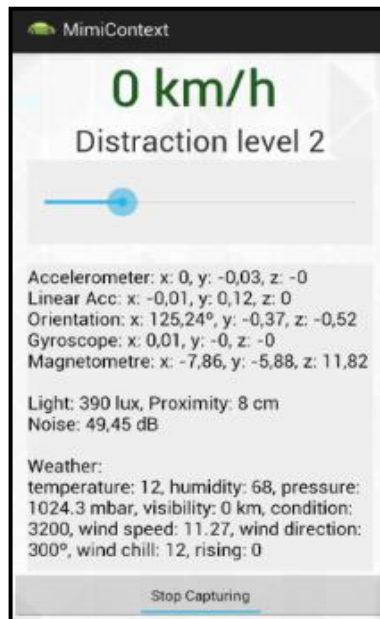 MimiContext
0 km/h
Distraction level 2
Accelerometer: x: 0, y: -0,03, z: -0
Linear Acc: x: -0,01, y: 0,12, z: 0
Orientation: x: 125,24º, y: -0,37, z: -0,52
Gyroscope: x: 0,01, y: -0, z: -0
Magnetometre: x: -7,86, y: -5,88, z: 11,82
Light: 390 lux, Proximity: 8 cm
Noise: 49,45 dB
Weather:
temperature: 12, humidity: 68, pressure:
1024.3 mbar, visibility: 0 km, condition:
3200, wind speed: 11.27, wind direction:
300º, wind chill: 12, rising: 0
Stop Capturing